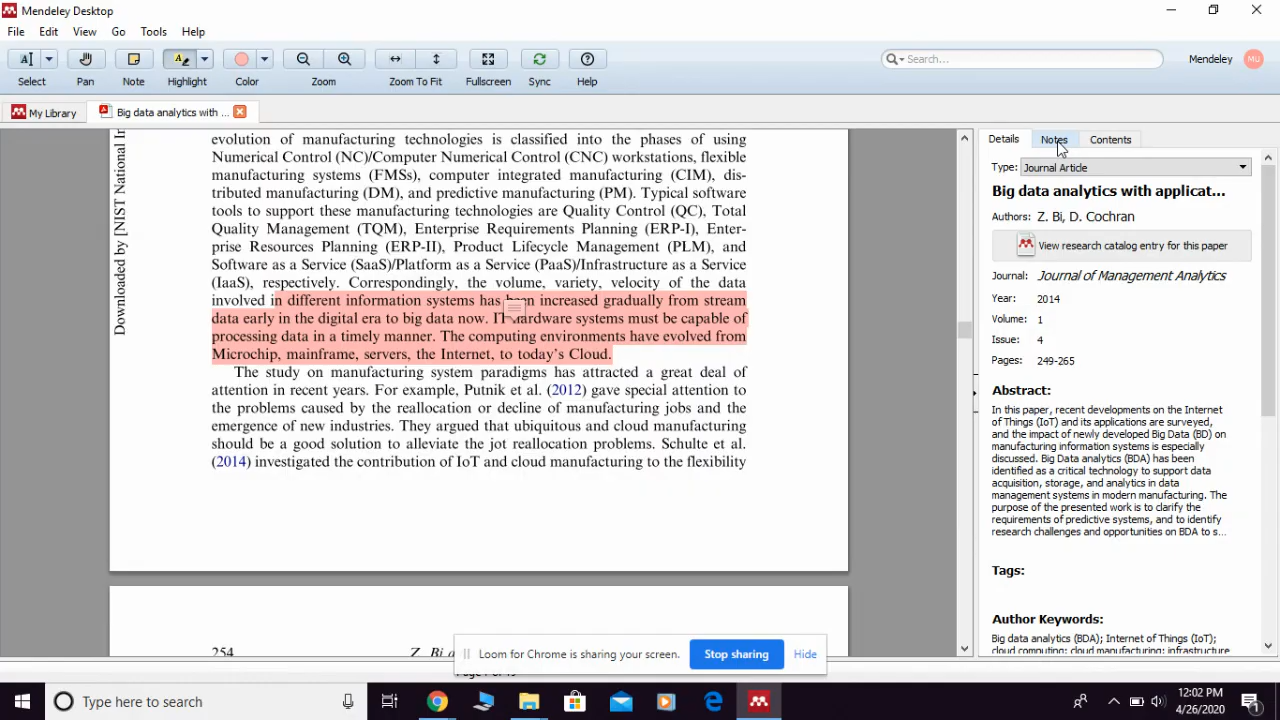 Mendeley Desktop
File Edit View Go Tools Help
Select Pan Note Highlight Color Zoom Zoom To Fit Fullscreen Sync Help
Search...
Mendeley MU
My Library Big data analytics with ...
Downloaded by [NIST National In
evolution of manufacturing technologies is classified into the phases of using
Numerical Control (NC)/Computer Numerical Control (CNC) workstations, flexible
manufacturing systems (FMSs), computer integrated manufacturing (CIM), dis-
tributed manufacturing (DM), and predictive manufacturing (PM). Typical software
tools to support these manufacturing technologies are Quality Control (QC), Total
Quality Management (TQM), Enterprise Requirements Planning (ERP-I), Enter-
prise Resources Planning (ERP-II), Product Lifecycle Management (PLM), and
Software as a Service (SaaS)/Platform as a Service (PaaS)/Infrastructure as a Service
(IaaS), respectively. Correspondingly, the volume, variety, velocity of the data
involved in different information systems has been increased gradually from stream
data early in the digital era to big data now. IT hardware systems must be capable of
processing data in a timely manner. The computing environments have evolved from
Microchip, mainframe, servers, the Internet, to today's Cloud.
The study on manufacturing system paradigms has attracted a great deal of
attention in recent years. For example, Putnik et al. (2012) gave special attention to
the problems caused by the reallocation or decline of manufacturing jobs and the
emergence of new industries. They argued that ubiquitous and cloud manufacturing
should be a good solution to alleviate the jot reallocation problems. Schulte et al.
(2014) investigated the contribution of IoT and cloud manufacturing to the flexibility
254 Z. Bi
Details Notes Contents
Type: Journal Article
Big data analytics with applicat...
Authors: Z. Bi, D. Cochran
View research catalog entry for this paper
Journal: Journal of Management Analytics
Year: 2014
Volume: 1
Issue: 4
Pages: 249-265
Abstract:
In this paper, recent developments on the Internet
of Things (IoT) and its applications are surveyed,
and the impact of newly developed Big Data (BD) on
manufacturing information systems is especially
discussed. Big Data analytics (BDA) has been
identified as a critical technology to support data
acquisition, storage, and analytics in data
management systems in modern manufacturing. The
purpose of the presented work is to clarify the
requirements of predictive systems, and to identify
research challenges and opportunities on BDA to s...
Tags:
Author Keywords:
Big data analytics (BDA); Internet of Things (IoT);
cloud computing; cloud manufacturing; infrastructure
Loom for Chrome is sharing your screen. Stop sharing Hide
Type here to search
12:02 PM
4/26/2020
1